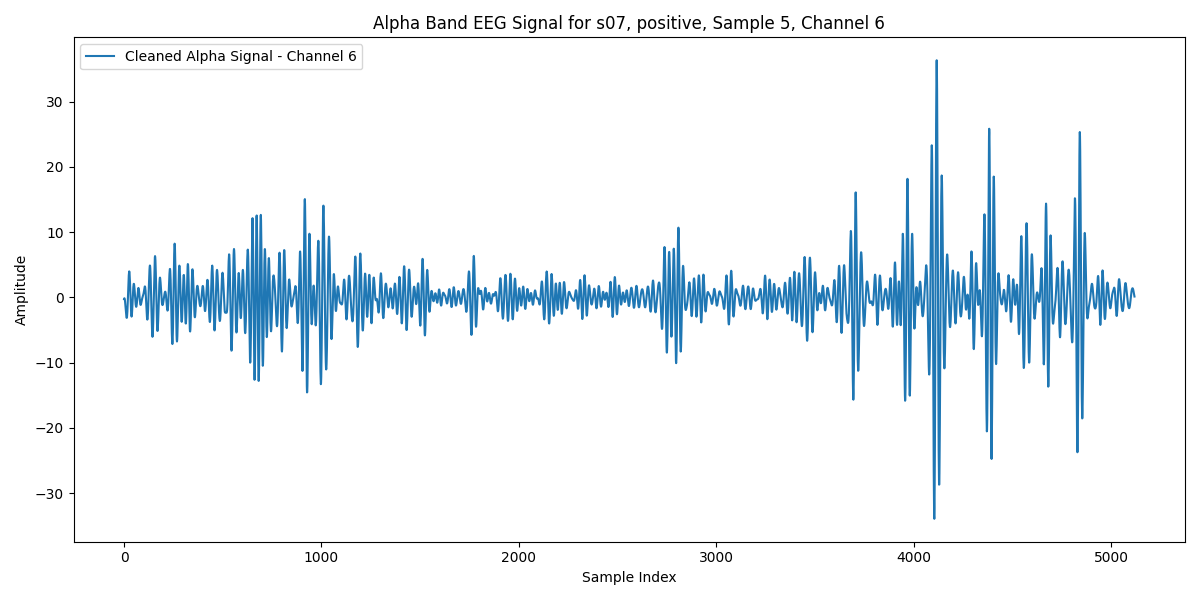 Alpha Band EEG Signal for s07, positive, Sample 5, Channel 6
Cleaned Alpha Signal - Channel 6
Amplitude
30
20
10
0
−10
−20
−30
0 1000 2000 3000 4000 5000
Sample Index